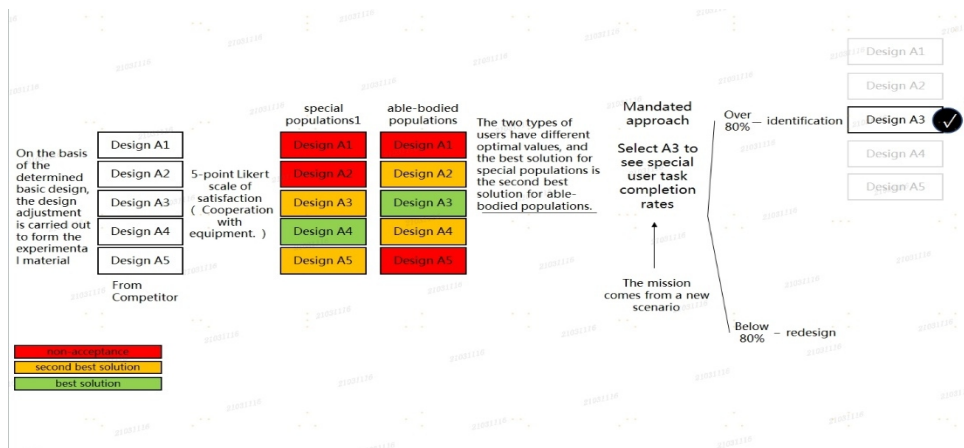 On the basis
of the
determined
basic design,
the design
adjustment
is carried out
to form the
experimenta
l material
Design A1
Design A2
Design A3
Design A4
Design A5
From
Competitor
5-point Likert
scale of
satisfaction
( Cooperation
with
equipment. )
special
populations1
Design A1
Design A2
Design A3
Design A4
Design A5
able-bodied
populations
Design A1
Design A2
Design A3
Design A4
Design A5
The two types of
users have different
optimal values, and
the best solution for
special populations is
the second best
solution for able-
bodied populations.
Mandated
approach
Select A3 to
see special
user task
completion
rates
The mission
comes from a new
scenario
Over
80%
identification
Below
80%
redesign
Design A1
Design A2
Design A3
Design A4
Design A5
non-acceptance
second best solution
best solution